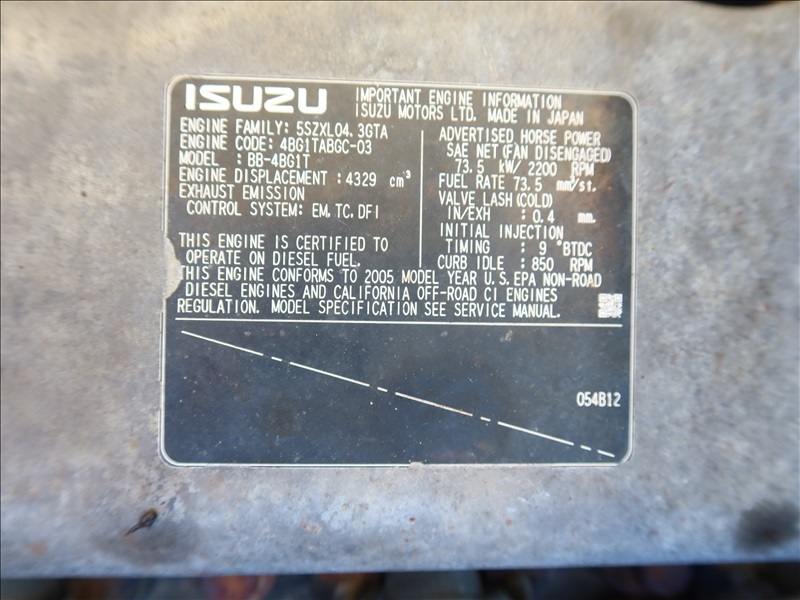 ISUZU
IMPORTANT ENGINE INFORMATION
ISUZU MOTORS LTD. MADE IN JAPAN
ENGINE FAMILY: 5SZXL04.3GTA
ENGINE CODE: 4BG1TABGC-03
MODEL : BB-4BG1T
ENGINE DISPLACEMENT : 4329 cm³
EXHAUST EMISSION
CONTROL SYSTEM: EM, TC, DFI
THIS ENGINE IS CERTIFIED TO
OPERATE ON DIESEL FUEL.
ADVERTISED HORSE POWER
SAE NET (FAN DISENGAGED)
73.5 kW/ 2200 RPM
FUEL RATE 73.5 mm³/st.
VALVE LASH (COLD)
IN/EXH : 0.4 mm.
INITIAL INJECTION
TIMING : 9 °BTDC
CURB IDLE : 850 RPM
THIS ENGINE CONFORMS TO 2005 MODEL YEAR U.S. EPA NON-ROAD
DIESEL ENGINES AND CALIFORNIA OFF-ROAD CI ENGINES
REGULATION. MODEL SPECIFICATION SEE SERVICE MANUAL.
054B12